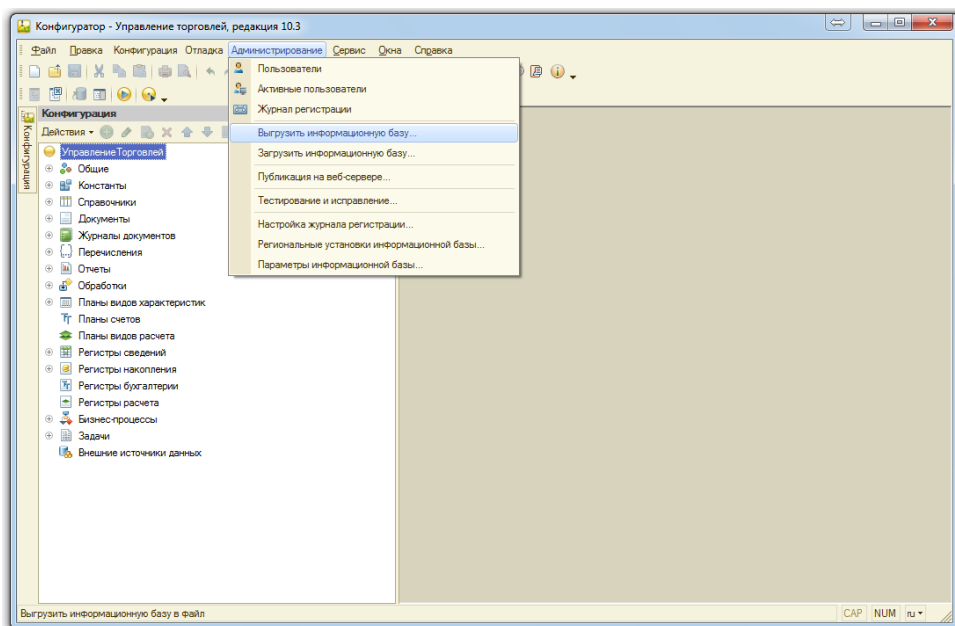 Конфигуратор - Управление торговлей, редакция 10.3
Файл Правка Конфигурация Отладка Администрирование Сервис Окна Справка
Пользователи
Активные пользователи
Журнал регистрации
Выгрузить информационную базу...
Загрузить информационную базу...
Публикация на веб-сервере...
Тестирование и исправление...
Настройка журнала регистрации...
Региональные установки информационной базы...
Параметры информационной базы...
Конфигурация
Конфигурация
Действия
УправлениеТорговлей
Общие
Константы
Справочники
Документы
Журналы документов
Перечисления
Отчеты
Обработки
Планы видов характеристик
Планы счетов
Планы видов расчета
Регистры сведений
Регистры накопления
Регистры бухгалтерии
Регистры расчета
Бизнес-процессы
Задачи
Внешние источники данных
Выгрузить информационную базу в файл
CAP NUM ru